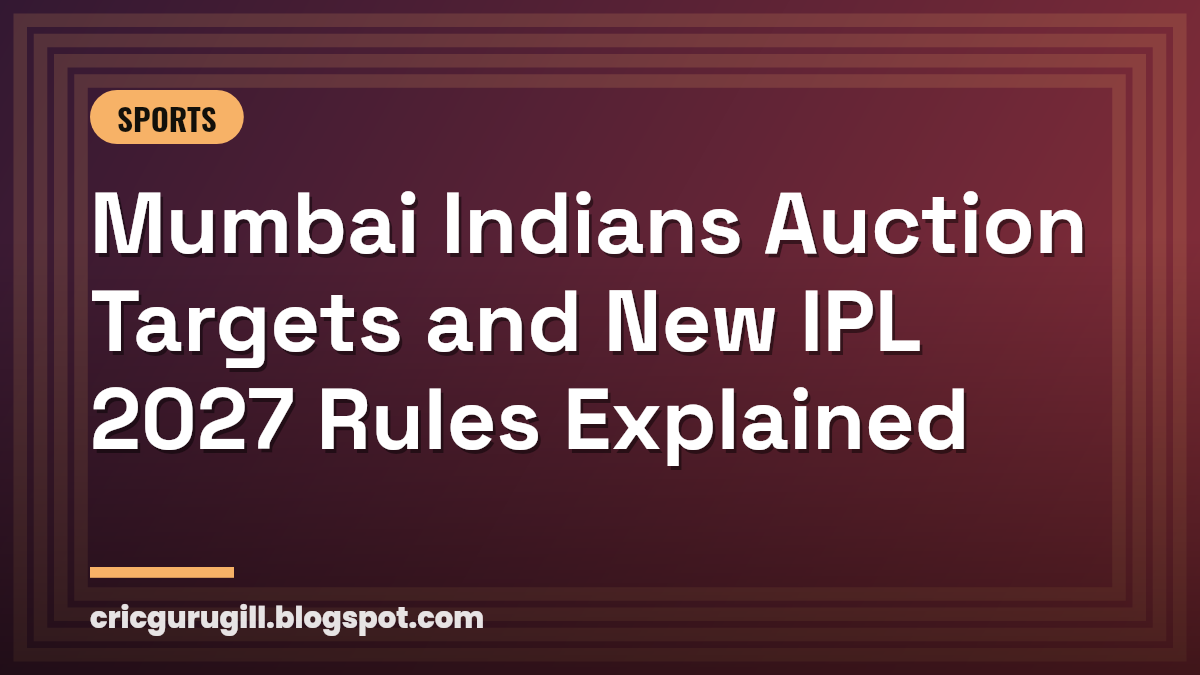 SPORTS
Mumbai Indians Auction
Targets and New IPL
2027 Rules Explained
cricgurugill.blogspot.com